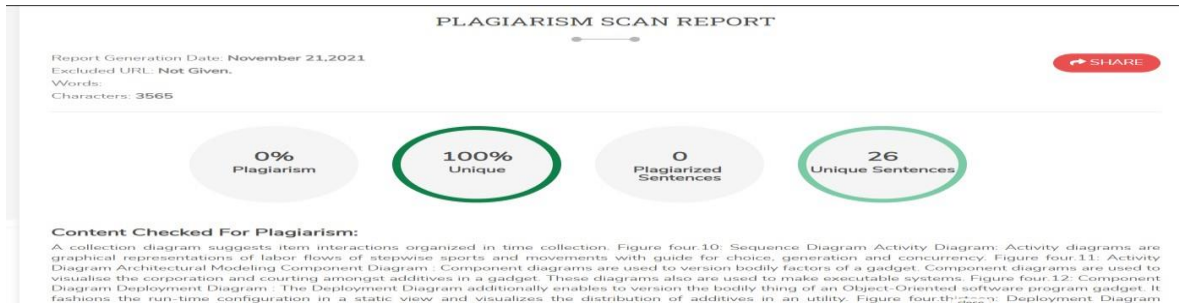 PLAGIARISM SCAN REPORT
Report Generation Date: November 21,2021
Excluded URL: Not Given.
Words:
Characters: 3565
SHARE
0%
Plagiarism
100%
Unique
0
Plagiarized
Sentences
26
Unique Sentences
Content Checked For Plagiarism:
A collection diagram suggests item interactions organized in time collection. Figure four.10: Sequence Diagram Activity Diagram: Activity diagrams are
graphical representations of labor flows of stepwise sports and movements with guide for choice, generation and concurrency. Figure four.11: Activity
Diagram Architectural Modeling Component Diagram : Component diagrams are used to version bodily factors of a gadget. Component diagrams are used to
visualise the corporation and courting amongst additives in a gadget. These diagrams also are used to make executable systems. Figure four.12: Component
Diagram Deployment Diagram : The Deployment Diagram additionally enables to version the bodily thing of an Object-Oriented software program gadget. It
fashions the run-time configuration in a static view and visualizes the distribution of additives in an utility. Figure four.thirteen: Deployment Diagram